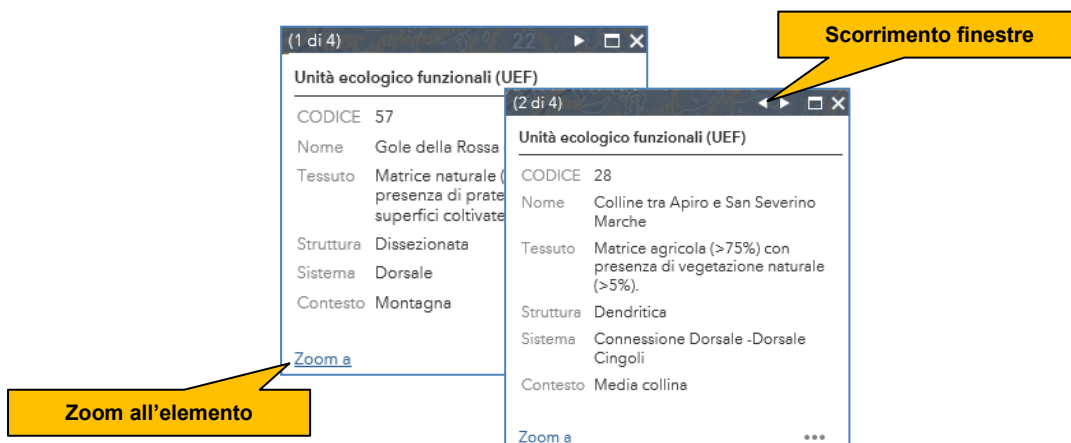 Scorrimento finestre
(1 di 4)
Unità ecologico funzionali (UEF)
CODICE 57
Nome Gole della Rossa
Tessuto Matrice naturale (
presenza di prate
superfici coltivate
Struttura Dissezionata
Sistema Dorsale
Contesto Montagna
Zoom a
Zoom all’elemento
(2 di 4)
Unità ecologico funzionali (UEF)
CODICE 28
Nome Colline tra Apiro e San Severino
Marche
Tessuto Matrice agricola (>75%) con
presenza di vegetazione naturale
(>5%).
Struttura Dendritica
Sistema Connessione Dorsale -Dorsale
Cingoli
Contesto Media collina
Zoom a